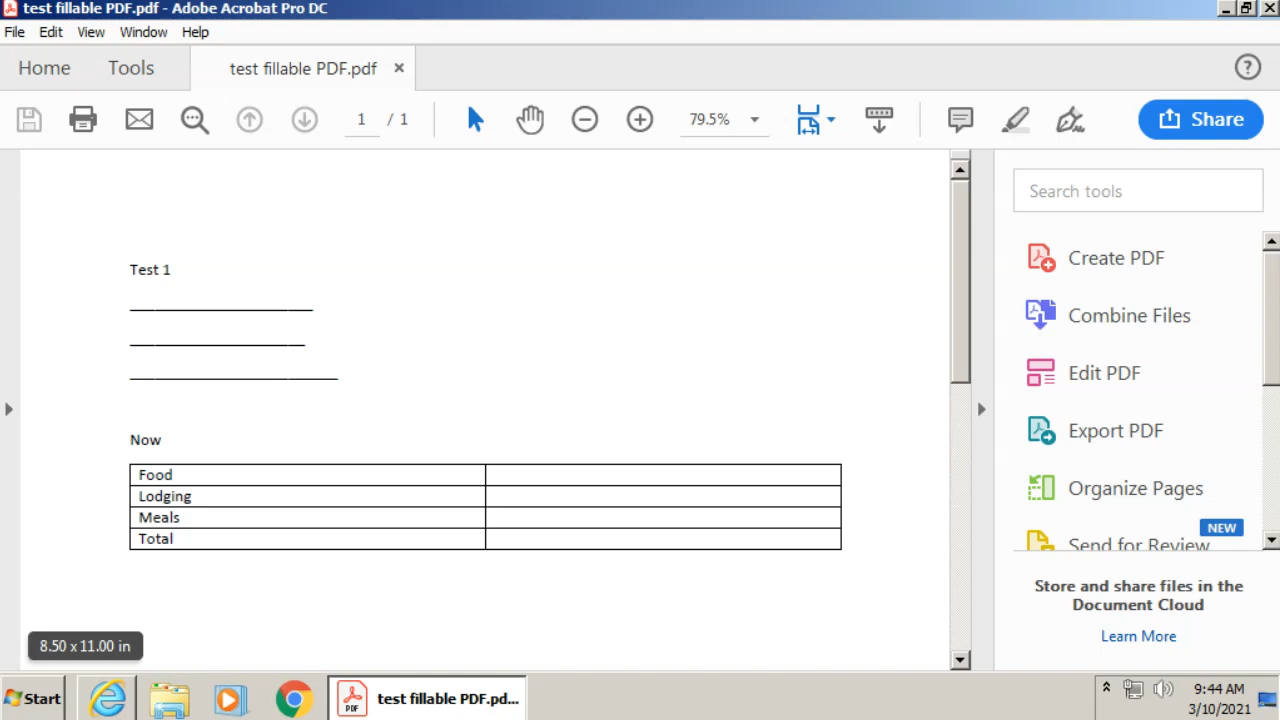 test fillable PDF.pdf - Adobe Acrobat Pro DC
File Edit View Window Help
Home Tools test fillable PDF.pdf ×
1 / 1 79.5% Share
Search tools
Create PDF
Combine Files
Edit PDF
Export PDF
Organize Pages
NEW
Send for Review
Store and share files in the
Document Cloud
Learn More
Test 1
Now
Food
Lodging
Meals
Total
8.50 x 11.00 in
Start PDF test fillable PDF.pd... 9:44 AM
3/10/2021